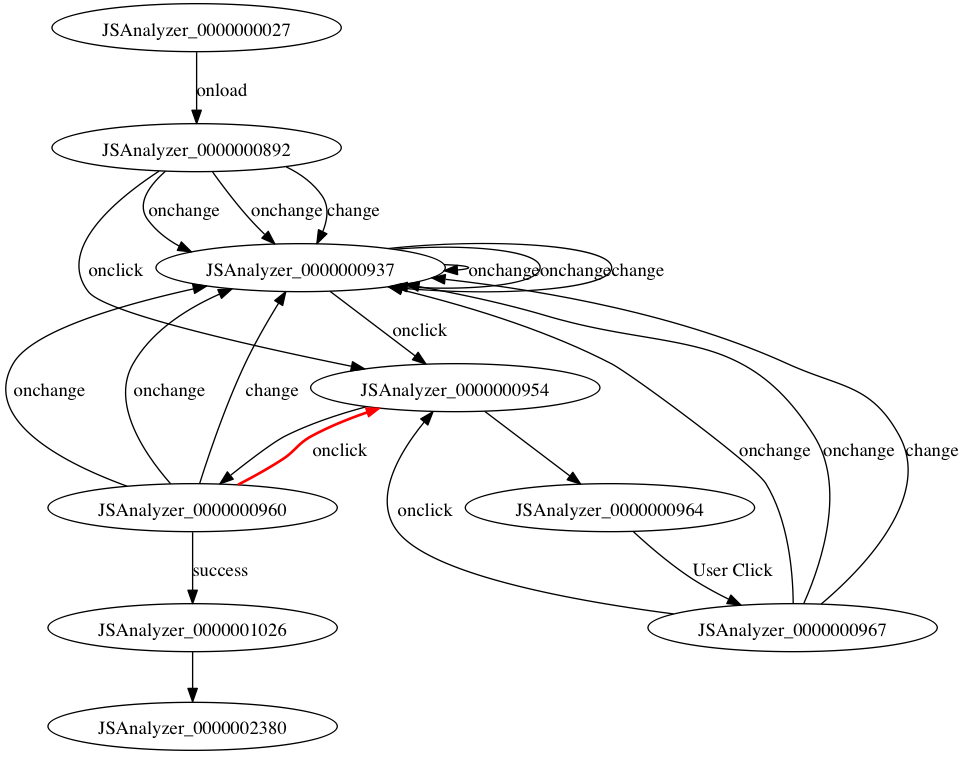 JSAnalyzer_0000000027
onload
JSAnalyzer_0000000892
onchange
onchange
change
onclick
JSAnalyzer_0000000937
onchange
onchange
change
onclick
onchange
onchange
change
JSAnalyzer_0000000954
onclick
onchange
onchange
change
JSAnalyzer_0000000960
onclick
JSAnalyzer_0000000964
success
User Click
JSAnalyzer_0000001026
JSAnalyzer_0000000967
JSAnalyzer_0000002380